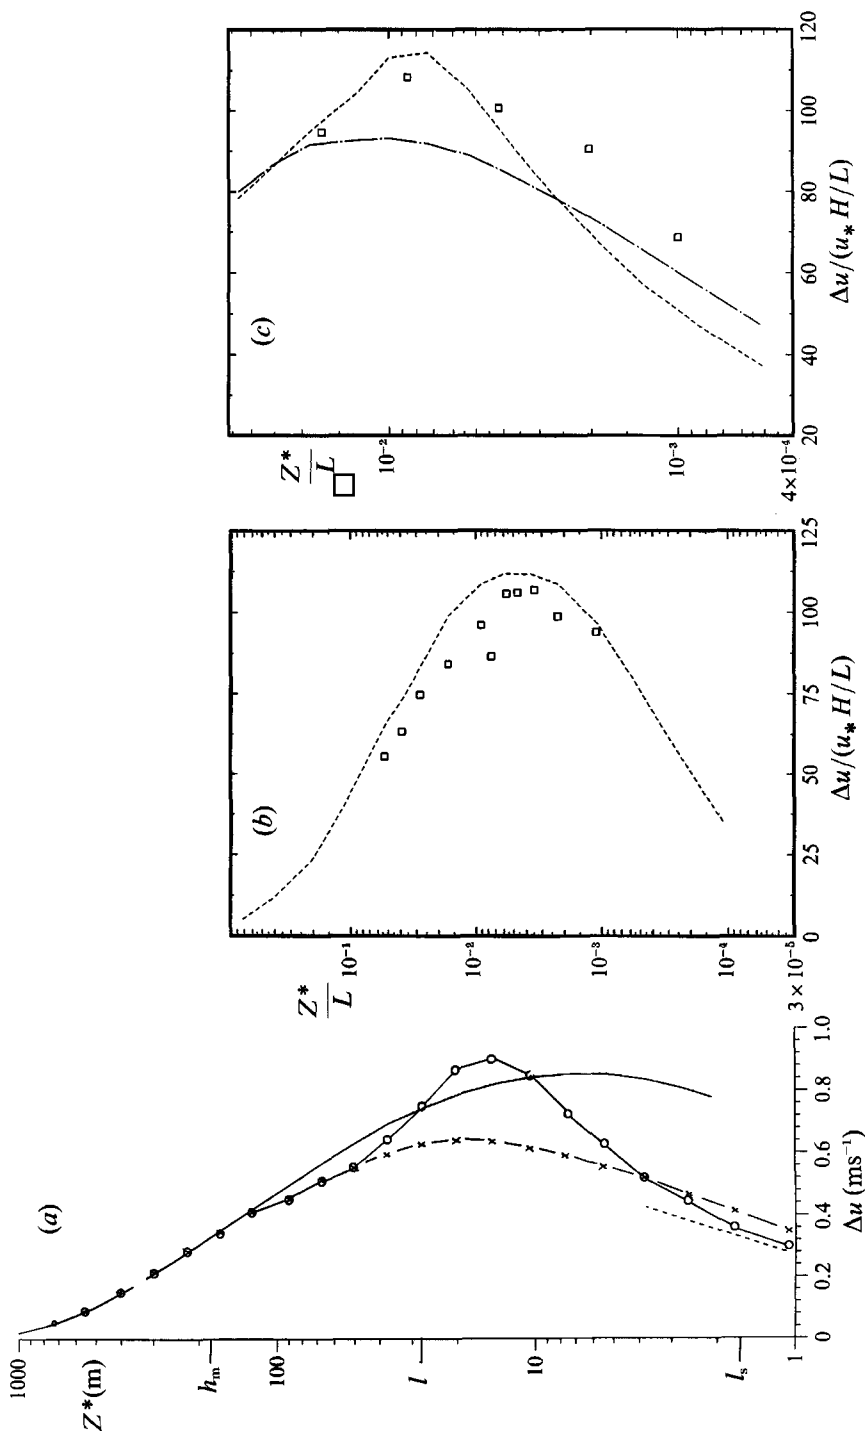 (a)
Z*(m)
1000
h_m
100
l
10
l_s
1
0
0.2
0.4
0.6
0.8
1.0
Δu (ms⁻¹)
(b)
Z*/L
10⁻¹
10⁻²
10⁻³
10⁻⁴
3 × 10⁻⁵
0
25
50
75
100
125
Δu/(u* H/L)
(c)
Z*/L
10⁻²
10⁻³
4×10⁻⁴
20
40
60
80
100
120
Δu/(u* H/L)